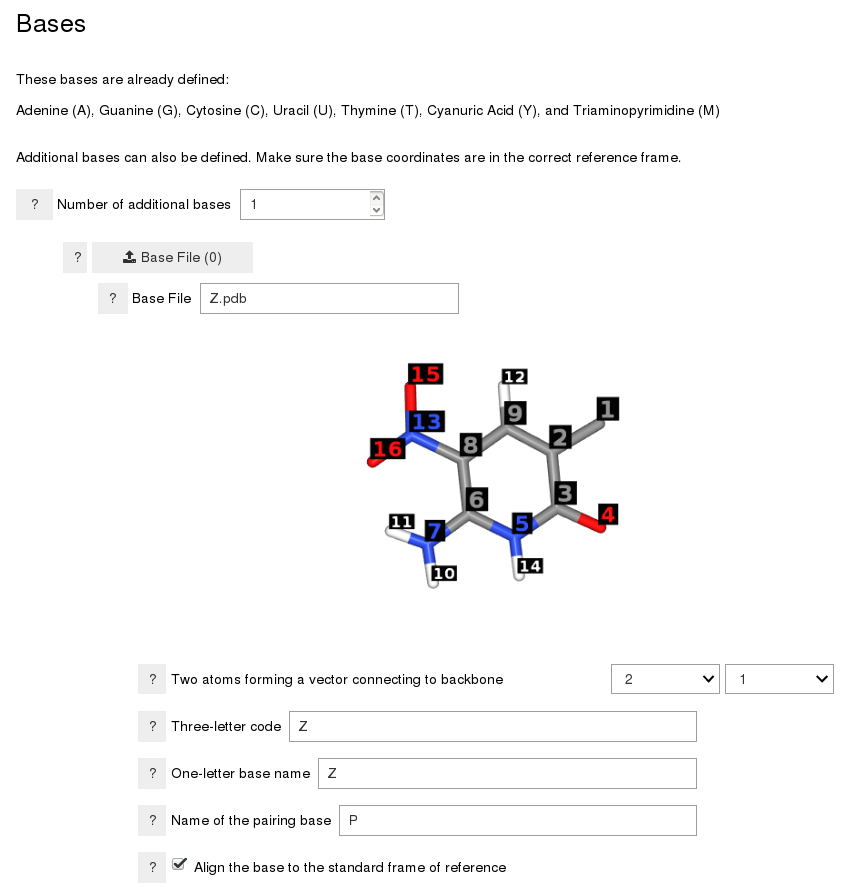 Bases
These bases are already defined:
Adenine (A), Guanine (G), Cytosine (C), Uracil (U), Thymine (T), Cyanuric Acid (Y), and Triaminopyrimidine (M)
Additional bases can also be defined. Make sure the base coordinates are in the correct reference frame.
? Number of additional bases 1
? Base File (0)
? Base File Z.pdb
15
12
1
13
9
2
16
8
6
3
11
7
5
4
10
14
? Two atoms forming a vector connecting to backbone 2 1
? Three-letter code Z
? One-letter base name Z
? Name of the pairing base P
? Align the base to the standard frame of reference